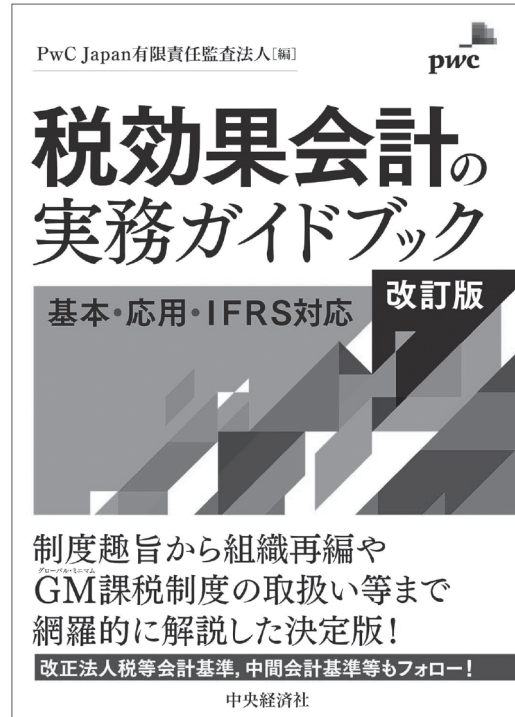 PwC Japan有限責任監査法人[編]
pwc
税効果会計の
実務ガイドブック
改訂版
基本・応用・IFRS対応
制度趣旨から組織再編や
グローバル・ミニマム
GM課税制度の取扱い等まで
網羅的に解説した決定版!
改正法人税等会計基準,中間会計基準等もフォロー!
中央経済社